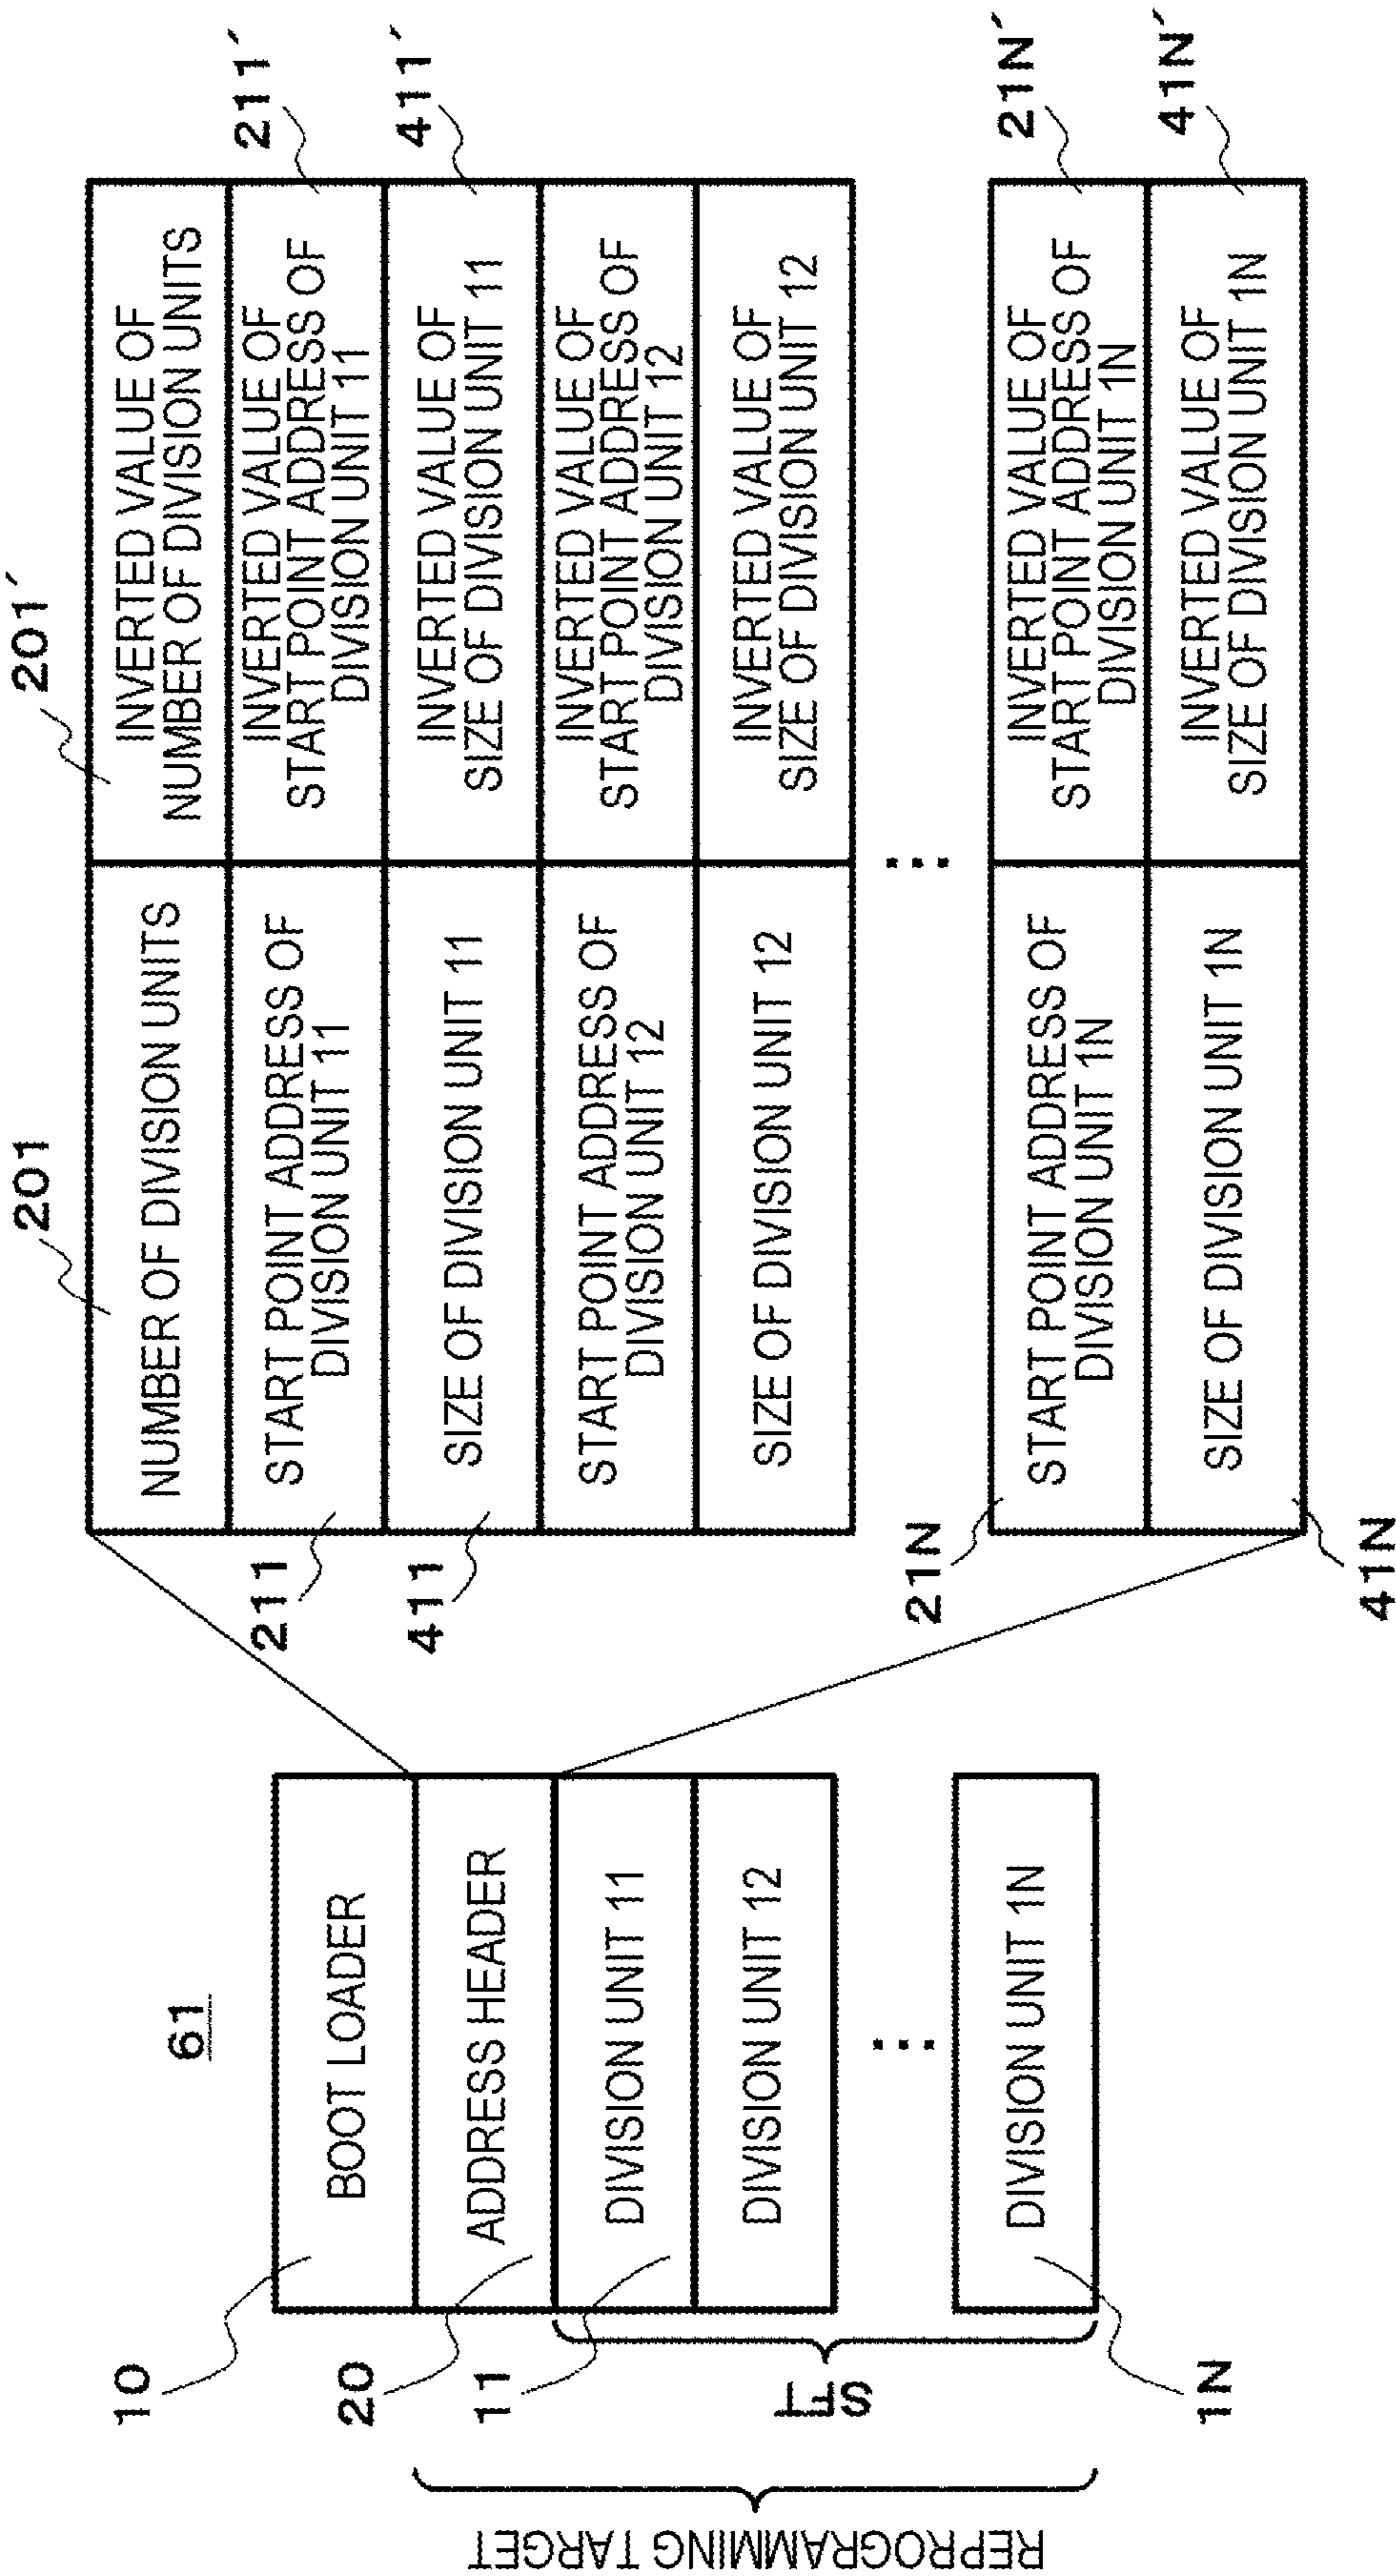 61
10
BOOT LOADER
20
ADDRESS HEADER
11
DIVISION UNIT 11
DIVISION UNIT 12
...
1N
DIVISION UNIT 1N
SFT
REPROGRAMMING TARGET
201
201´
NUMBER OF DIVISION UNITS
INVERTED VALUE OF
NUMBER OF DIVISION UNITS
211
START POINT ADDRESS OF
DIVISION UNIT 11
INVERTED VALUE OF
START POINT ADDRESS OF
DIVISION UNIT 11
211´
411
SIZE OF DIVISION UNIT 11
INVERTED VALUE OF
SIZE OF DIVISION UNIT 11
411´
START POINT ADDRESS OF
DIVISION UNIT 12
INVERTED VALUE OF
START POINT ADDRESS OF
DIVISION UNIT 12
SIZE OF DIVISION UNIT 12
INVERTED VALUE OF
SIZE OF DIVISION UNIT 12
...
21N
START POINT ADDRESS OF
DIVISION UNIT 1N
INVERTED VALUE OF
START POINT ADDRESS OF
DIVISION UNIT 1N
21N´
41N
SIZE OF DIVISION UNIT 1N
INVERTED VALUE OF
SIZE OF DIVISION UNIT 1N
41N´